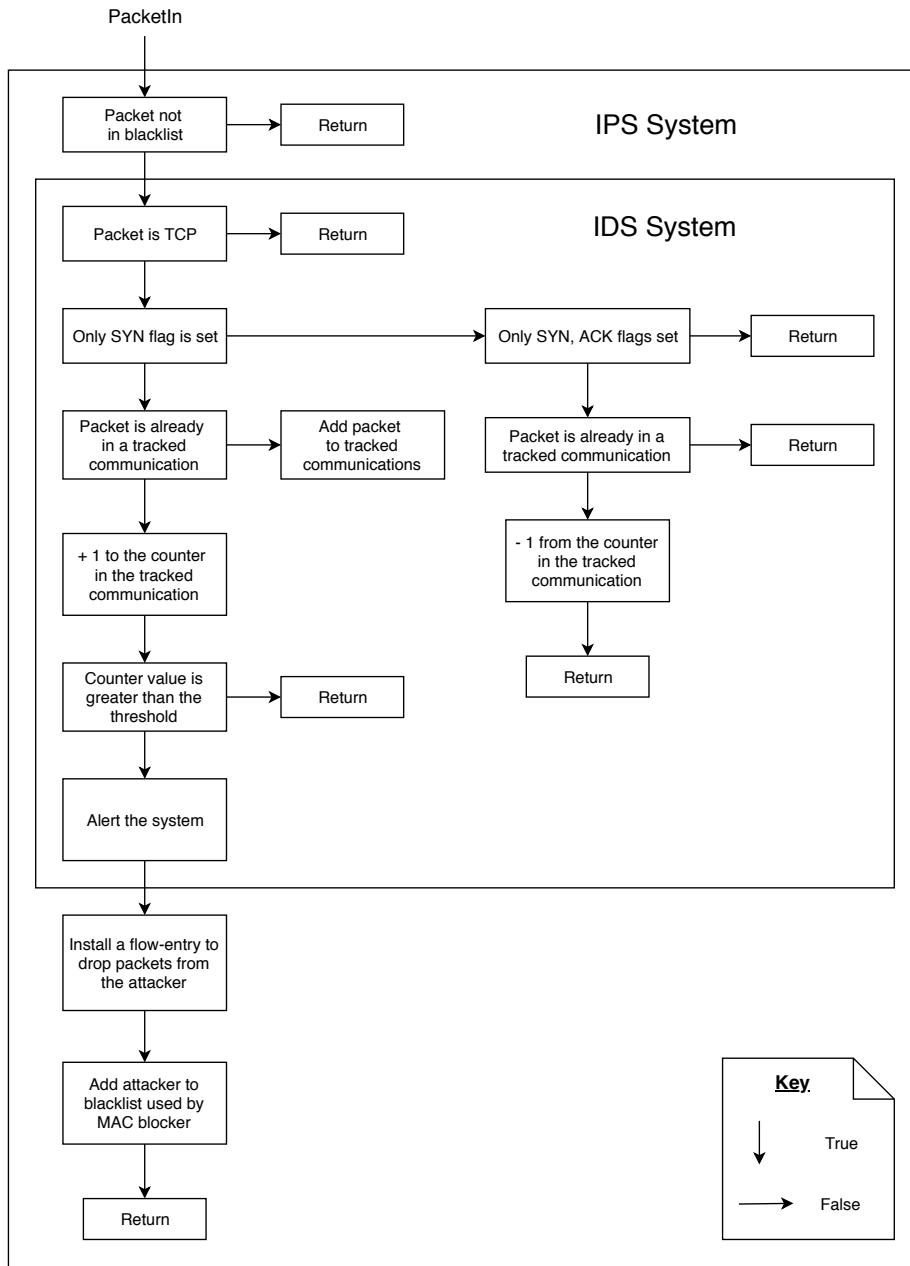 PacketIn
Packet not
in blacklist
Return
IPS System
Packet is TCP
Return
IDS System
Only SYN flag is set
Only SYN, ACK flags set
Return
Packet is already
in a tracked
communication
Add packet
to tracked
communications
Packet is already in a
tracked communication
Return
+ 1 to the counter
in the tracked
communication
- 1 from the counter
in the tracked
communication
Counter value is
greater than the
threshold
Return
Return
Alert the system
Install a flow-entry to
drop packets from
the attacker
Add attacker to
blacklist used by
MAC blocker
Return
Key
True
False